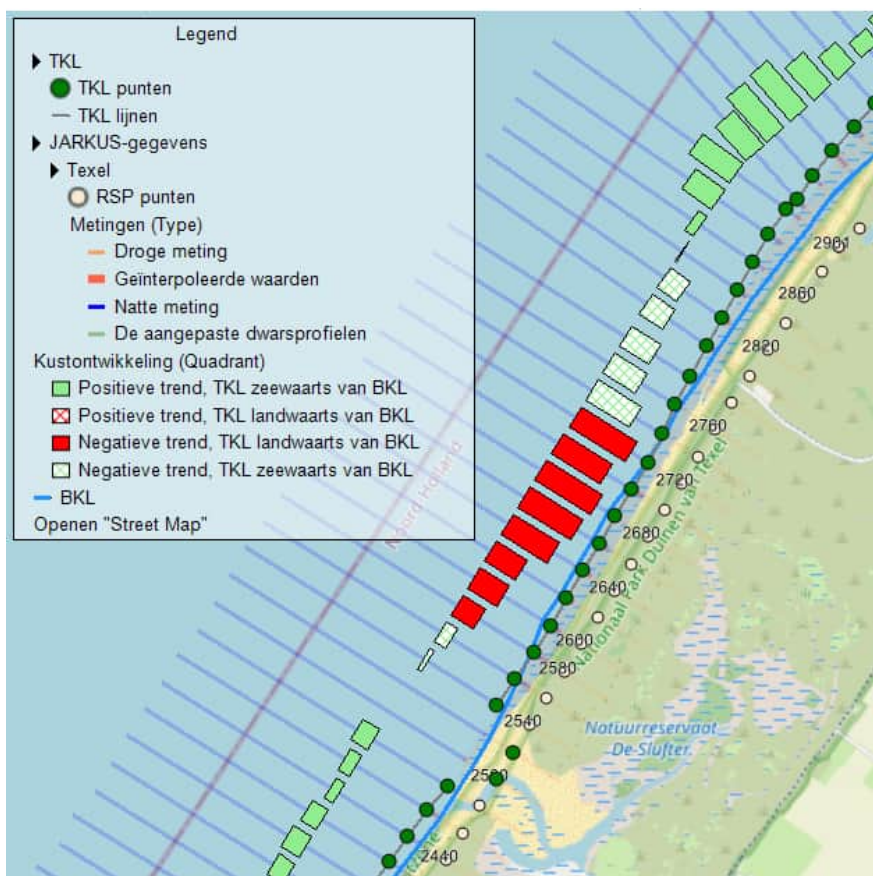 Legend
TKL
TKL punten
TKL lijnen
JARKUS-gegevens
Texel
RSP punten
Metingen (Type)
Droge meting
Geïnterpoleerde waarden
Natte meting
De aangepaste dwarsprofielen
Kustontwikkeling (Quadrant)
Positieve trend, TKL zeewaarts van BKL
Positieve trend, TKL landwaarts van BKL
Negatieve trend, TKL landwaarts van BKL
Negatieve trend, TKL zeewaarts van BKL
BKL
Openen "Street Map"
Noord-Holland
2901
2860
2820
2760
2720
2680
2640
2600
2580
2540
2440
Nationaal Park Duinen van Texel
Natuurreservaat
De-Slufter